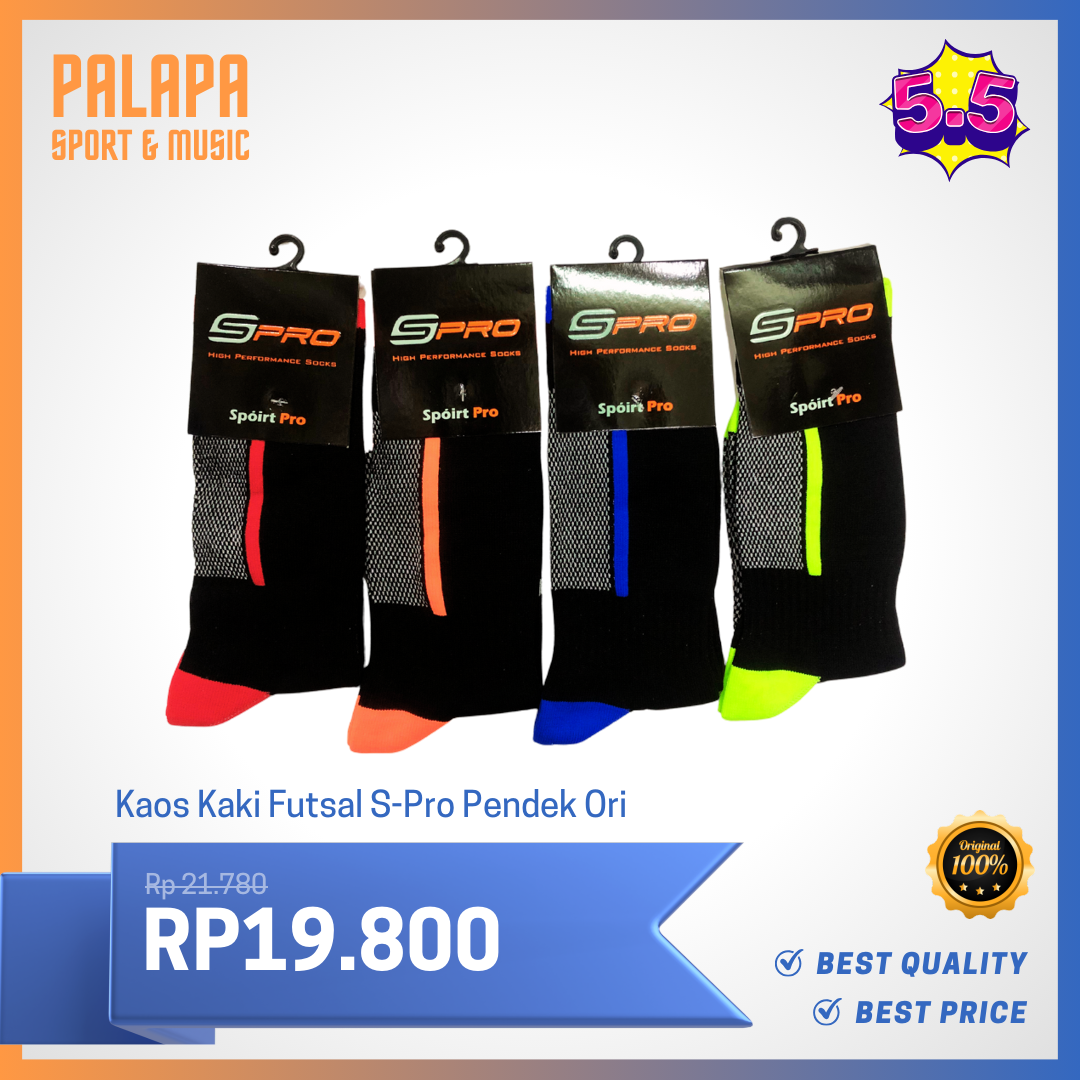 PALAPA
SPORT & MUSIC
5.5
SPRO
HIGH PERFORMANCE SOCKS
Spóirt Pro
SPRO
HIGH PERFORMANCE SOCKS
Spóirt Pro
SPRO
HIGH PERFORMANCE SOCKS
Spóirt Pro
SPRO
HIGH PERFORMANCE SOCKS
Spóirt Pro
Kaos Kaki Futsal S-Pro Pendek Ori
Rp 21.780
RP19.800
Original
100%
BEST QUALITY
BEST PRICE